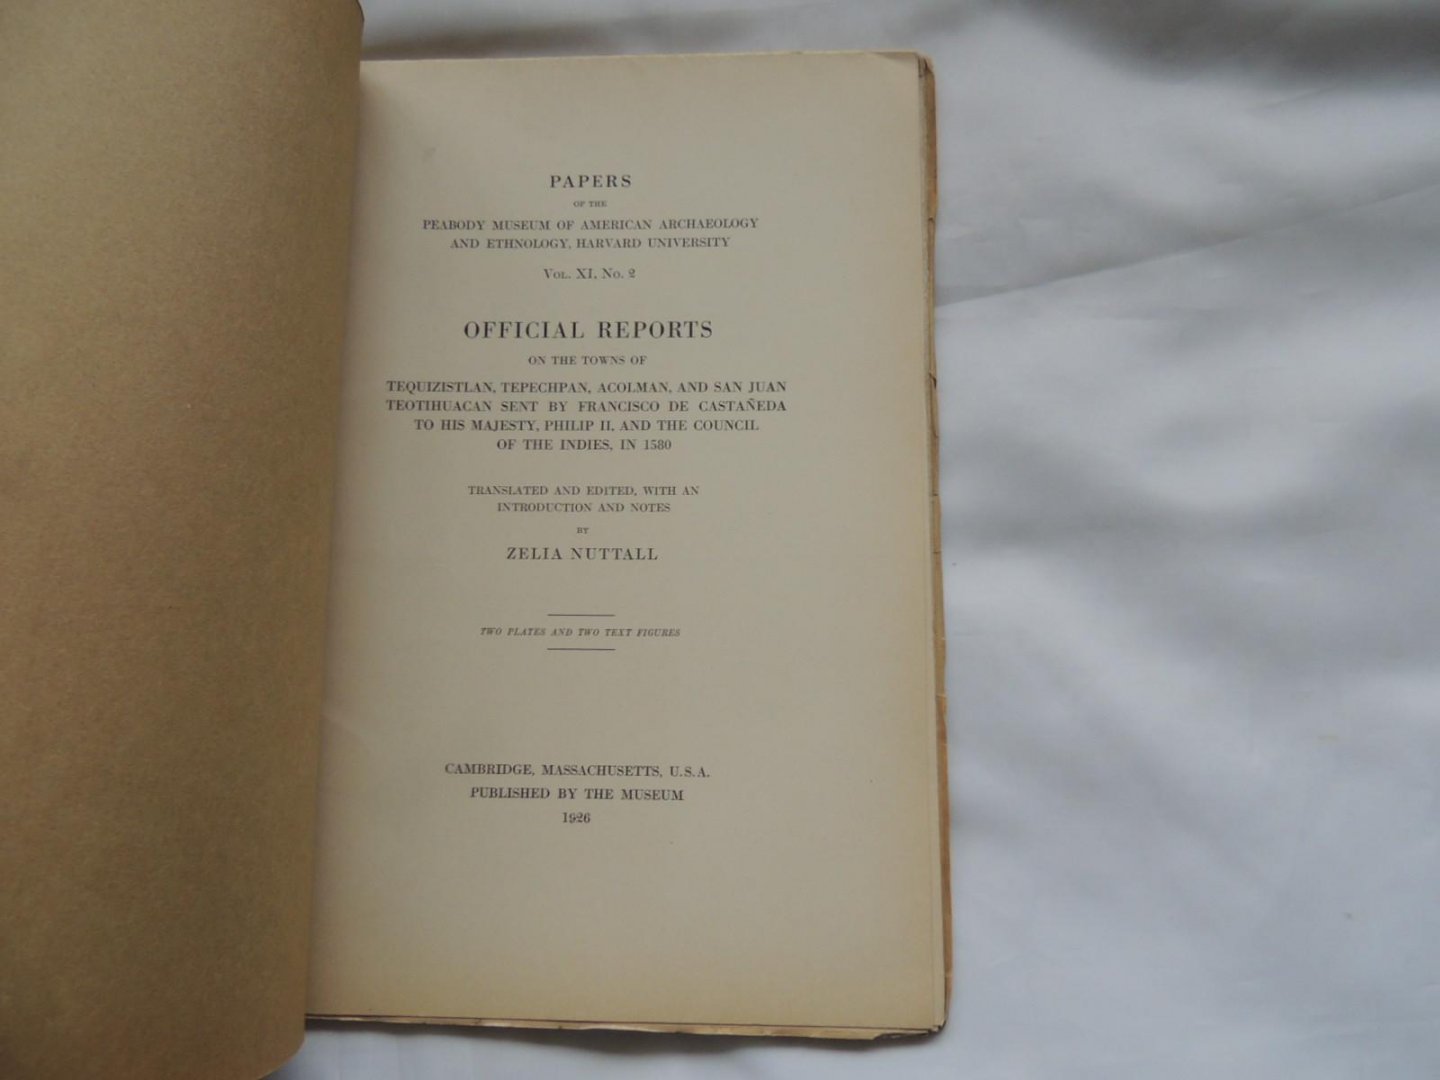 PAPERS
OF THE
PEABODY MUSEUM OF AMERICAN ARCHAEOLOGY
AND ETHNOLOGY, HARVARD UNIVERSITY
VOL. XI, NO. 2
OFFICIAL REPORTS
ON THE TOWNS OF
TEQUIZISTLAN, TEPECHPAN, ACOLMAN, AND SAN JUAN
TEOTIHUACAN SENT BY FRANCISCO DE CASTAÑEDA
TO HIS MAJESTY, PHILIP II, AND THE COUNCIL
OF THE INDIES, IN 1580
TRANSLATED AND EDITED, WITH AN
INTRODUCTION AND NOTES
BY
ZELIA NUTTALL
TWO PLATES AND TWO TEXT FIGURES
CAMBRIDGE, MASSACHUSETTS, U.S.A.
PUBLISHED BY THE MUSEUM
1926